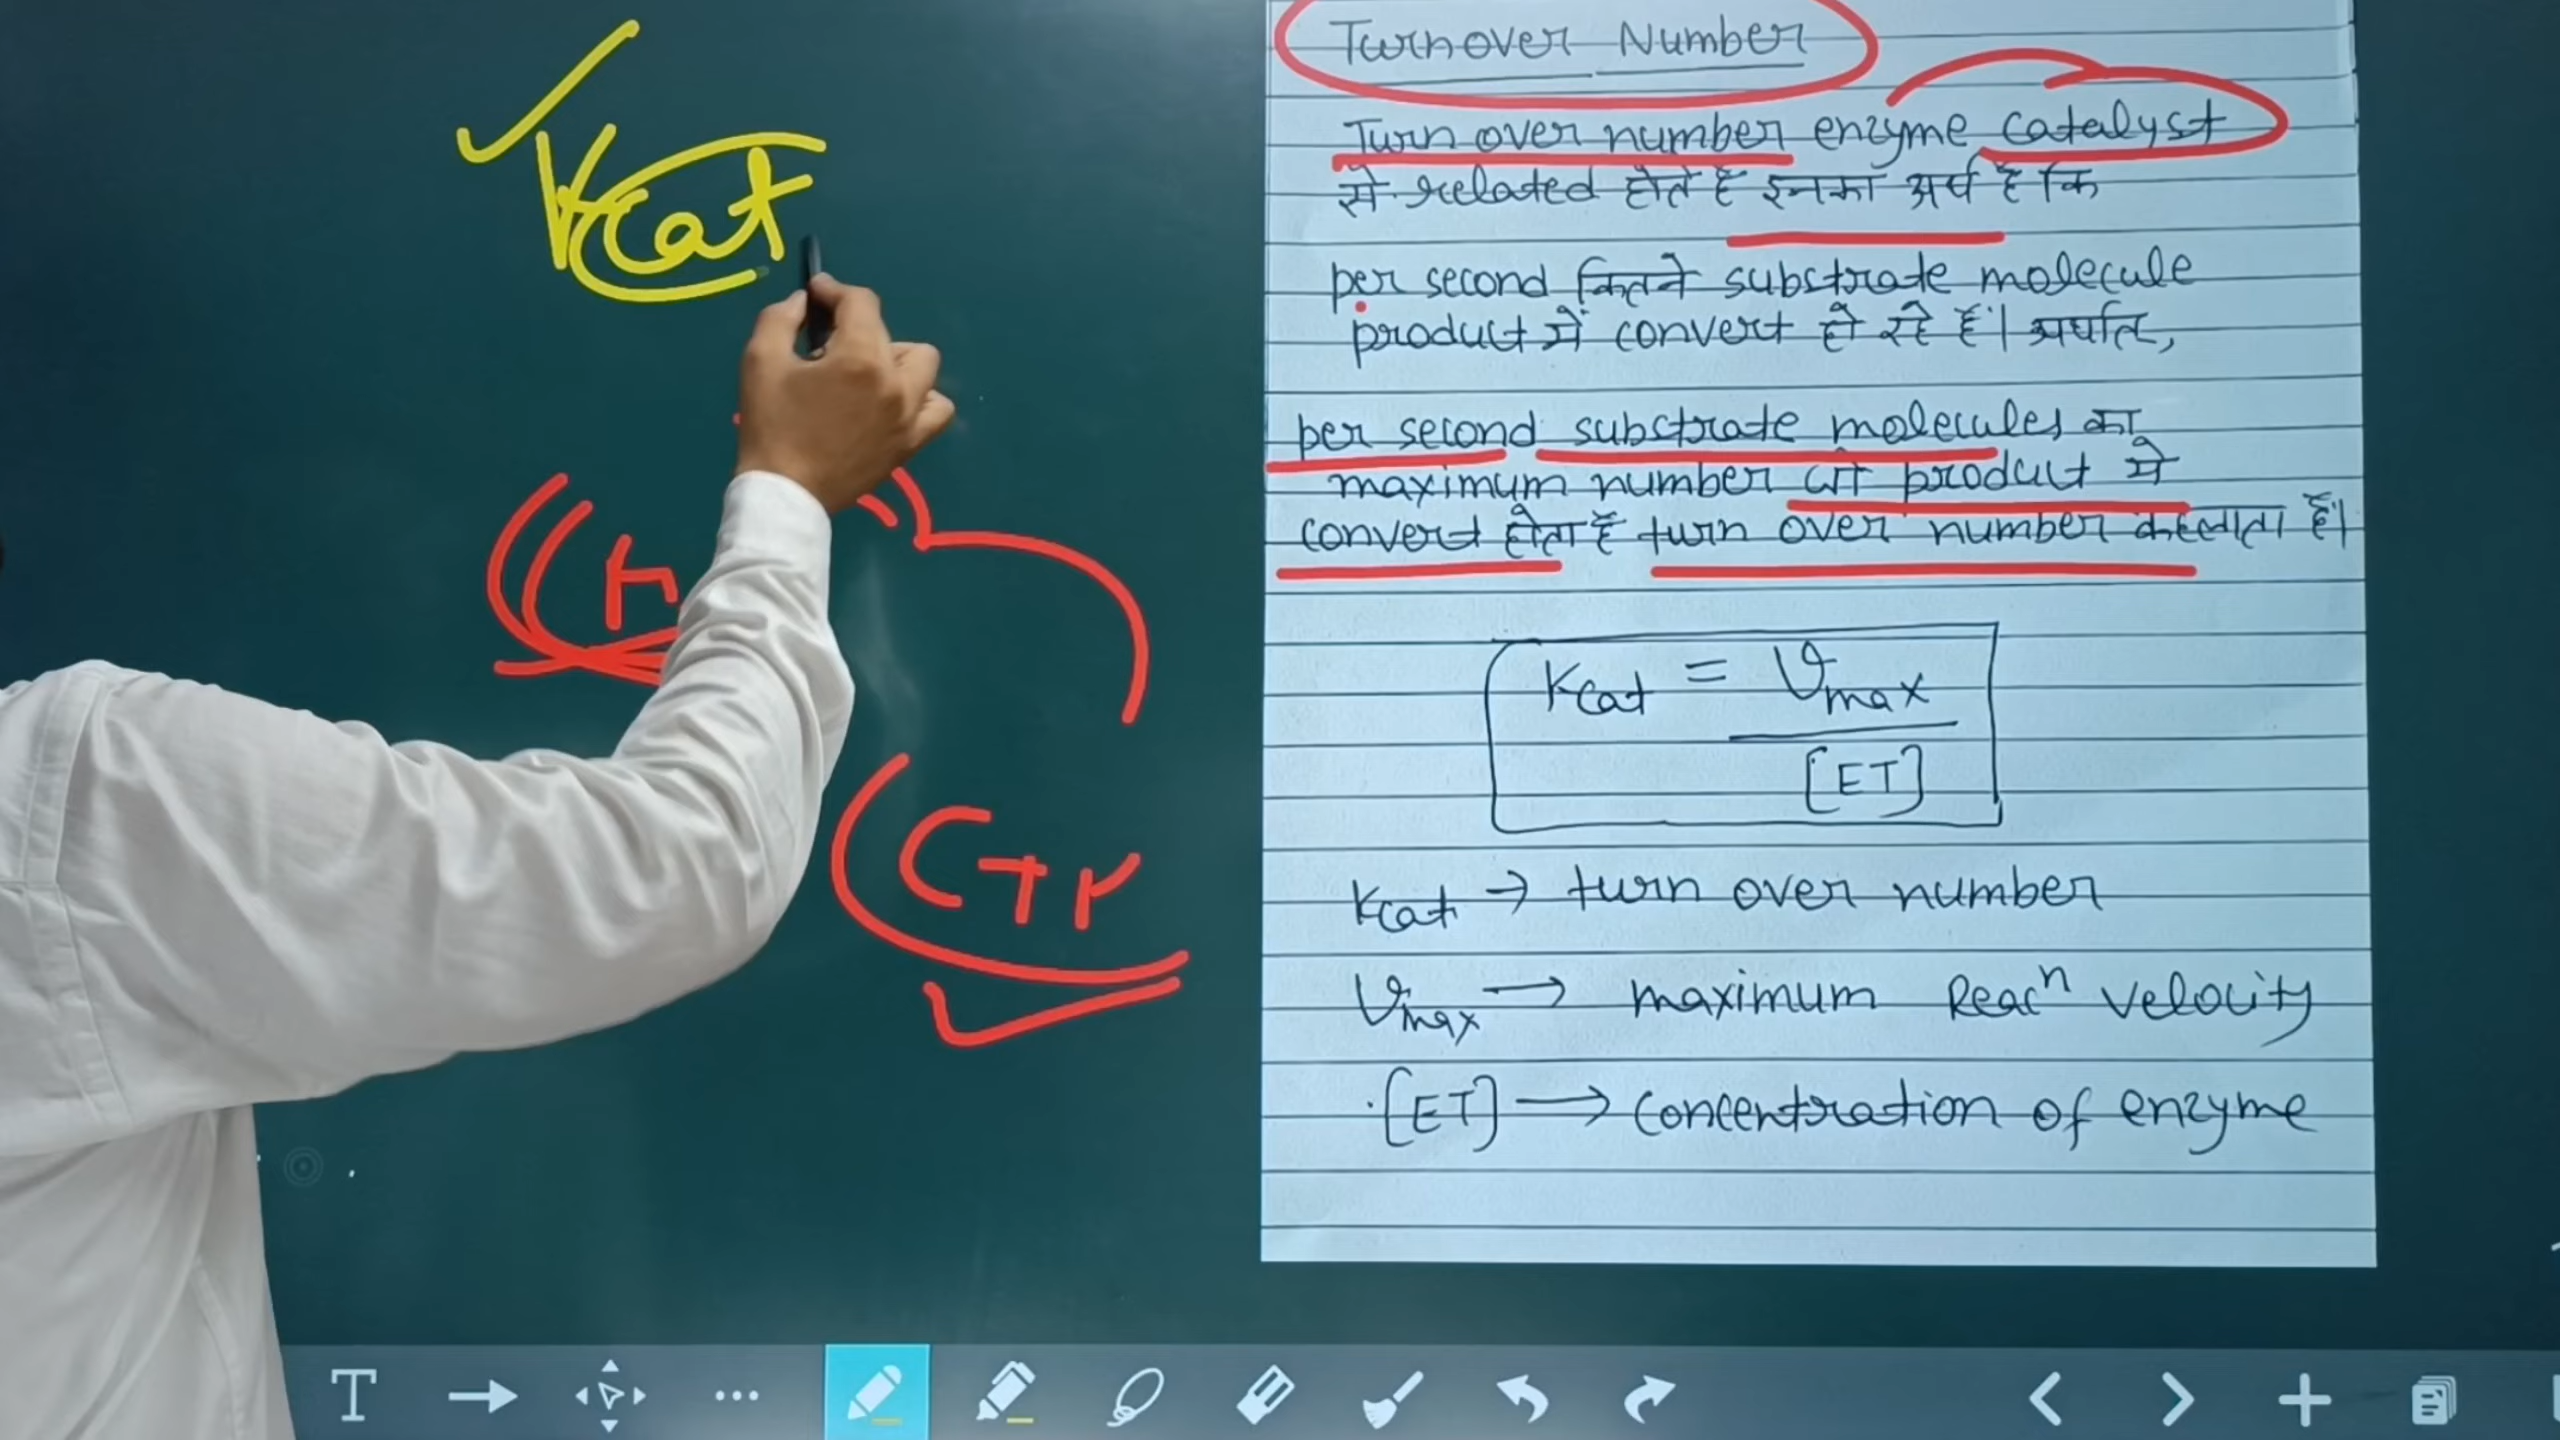 Kcat
CTP
Turnover Number
Turn over number enzyme catalyst
से related होते है इनका अर्थ है कि
per second कितने substrate molecule
product में convert हो रहे हैं। अर्थात,
per second substrate molecules का
maximum number जो product में
convert होता है turn over number कहलाता है।
Kcat = Vmax
[ET]
Kcat → turn over number
Vmax → maximum Reacⁿ velocity
[ET] → concentration of enzyme
T